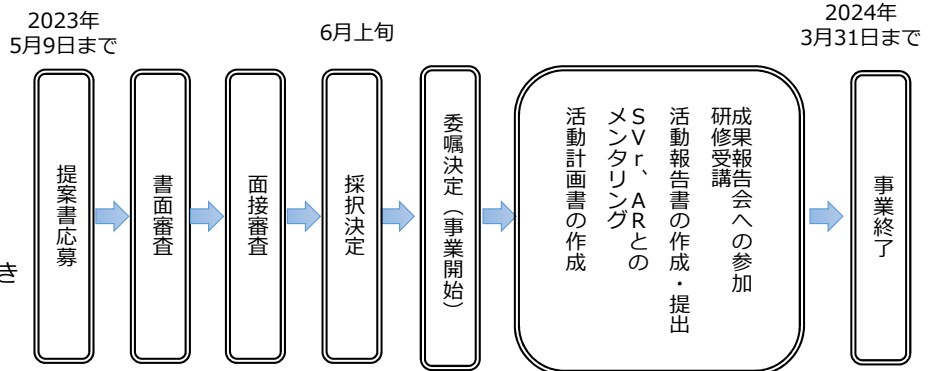 2023年
5月9日まで
6月上旬
2024年
3月31日まで
提案書応募
書面審査
面接審査
採択決定
委嘱決定（事業開始）
成果報告会への参加
研修受講
活動報告書の作成・提出
SVr、ARとの
メンタリング
活動計画書の作成
事業終了
き